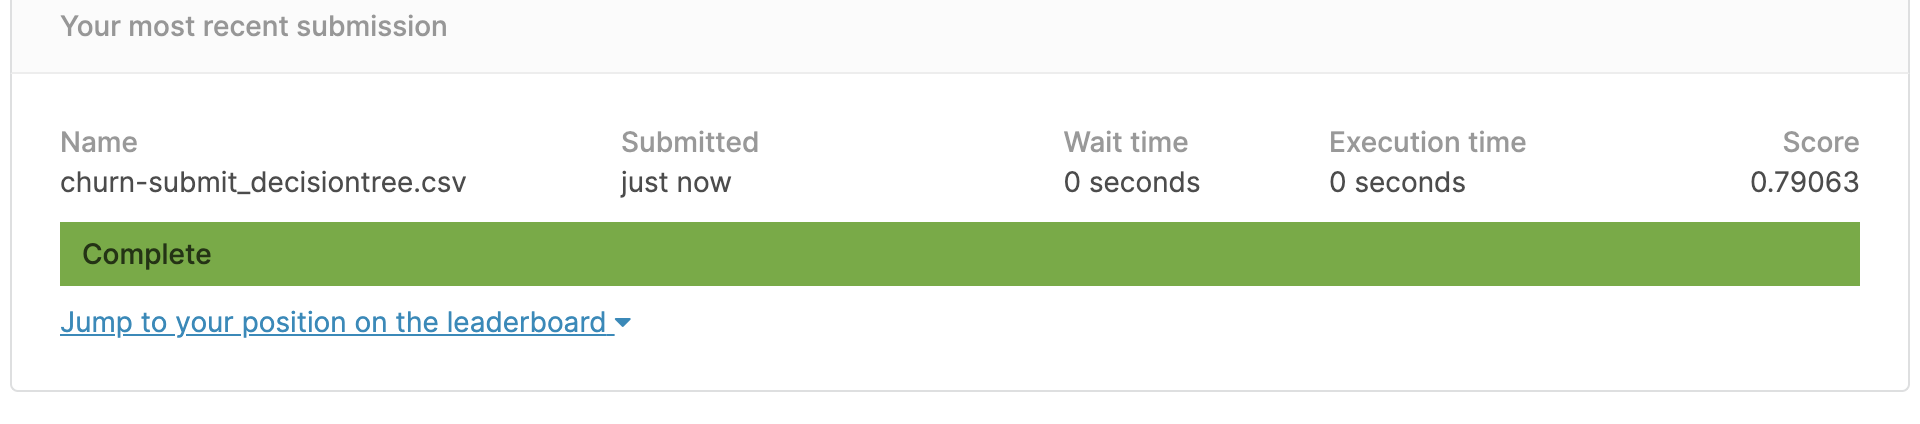 Your most recent submission
Name Submitted Wait time Execution time Score
churn-submit_decisiontree.csv just now 0 seconds 0 seconds 0.79063
Complete
Jump to your position on the leaderboard